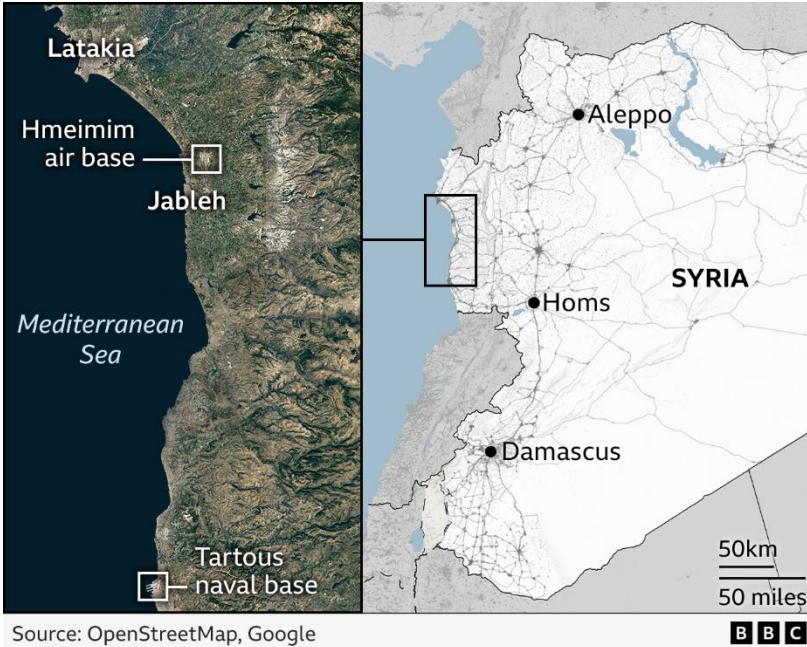 Latakia
Hmeimim
air base
Jableh
Mediterranean
Sea
Tartous
naval base
Aleppo
SYRIA
Homs
Damascus
50km
50 miles
Source: OpenStreetMap, Google
BBC